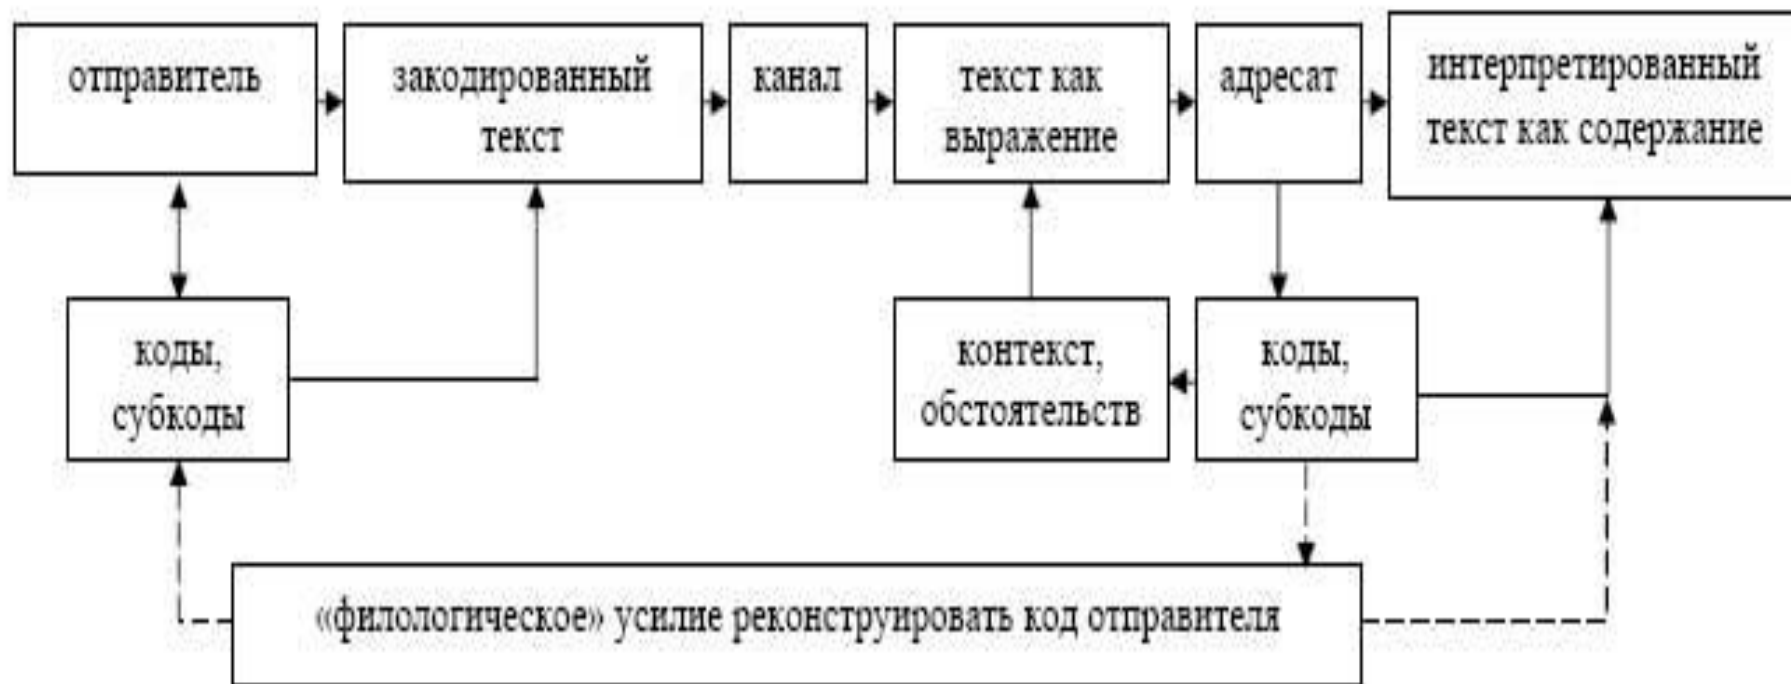 отправитель
закодированный
текст
канал
текст как
выражение
адресат
интерпретированный
текст как содержание
коды,
субкоды
контекст,
обстоятельств
коды,
субкоды
«филологическое» усилие реконструировать код отправителя